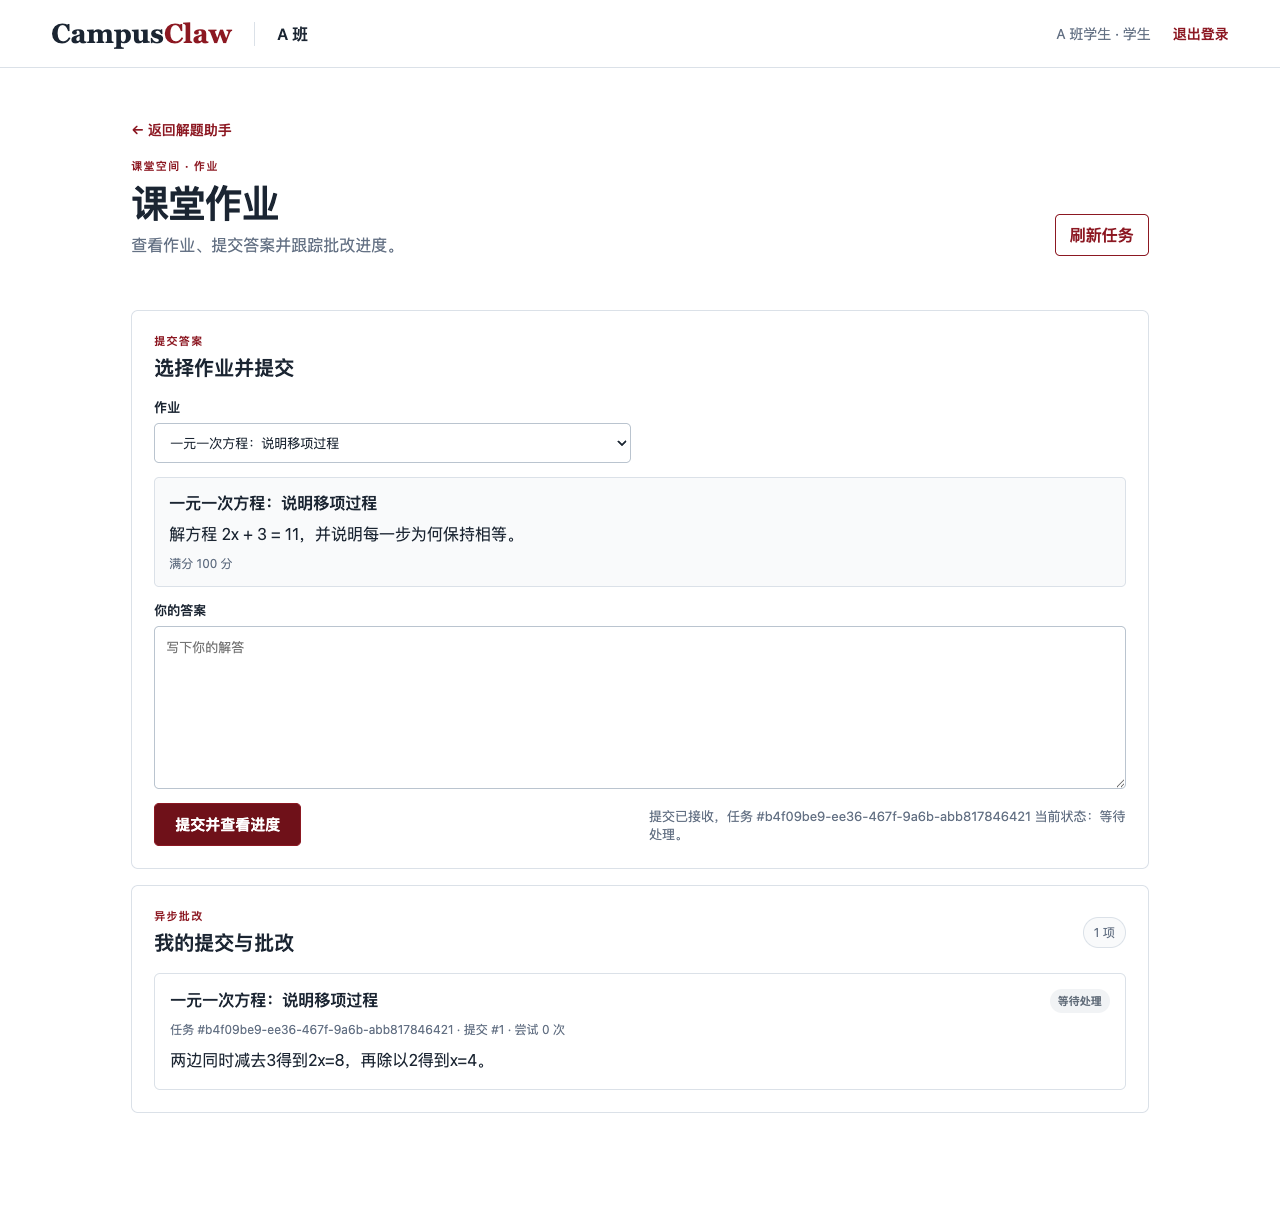 CampusClaw
A 班
A 班学生 · 学生
退出登录
← 返回解题助手
课堂空间 · 作业
课堂作业
查看作业、提交答案并跟踪批改进度。
刷新任务
提交答案
选择作业并提交
作业
一元一次方程：说明移项过程
一元一次方程：说明移项过程
解方程 2x + 3 = 11，并说明每一步为何保持相等。
满分 100 分
你的答案
写下你的解答
提交并查看进度
提交已接收，任务 #b4f09be9-ee36-467f-9a6b-abb817846421 当前状态：等待
处理。
异步批改
我的提交与批改
1 项
一元一次方程：说明移项过程
等待处理
任务 #b4f09be9-ee36-467f-9a6b-abb817846421 · 提交 #1 · 尝试 0 次
两边同时减去3得到2x=8，再除以2得到x=4。